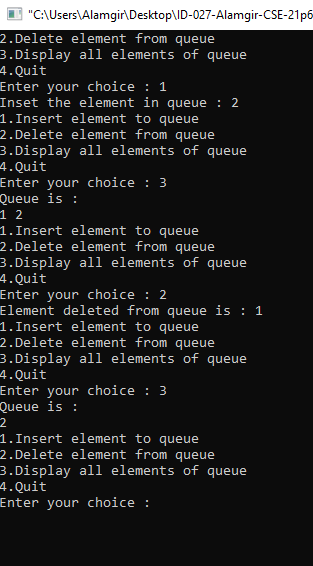 "C:\Users\Alamgir\Desktop\ID-027-Alamgir-CSE-21p6
2.Delete element from queue
3.Display all elements of queue
4.Quit
Enter your choice : 1
Inset the element in queue : 2
1.Insert element to queue
2.Delete element from queue
3.Display all elements of queue
4.Quit
Enter your choice : 3
Queue is :
1 2
1.Insert element to queue
2.Delete element from queue
3.Display all elements of queue
4.Quit
Enter your choice : 2
Element deleted from queue is : 1
1.Insert element to queue
2.Delete element from queue
3.Display all elements of queue
4.Quit
Enter your choice : 3
Queue is :
2
1.Insert element to queue
2.Delete element from queue
3.Display all elements of queue
4.Quit
Enter your choice :